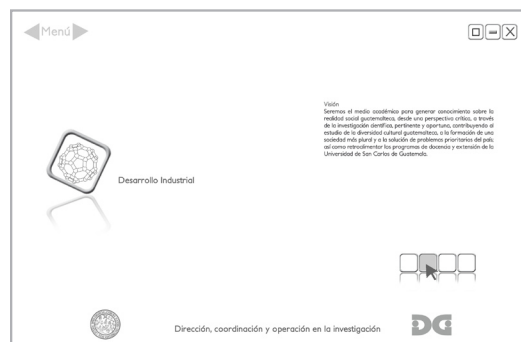 Menú
Visión
Seremos el medio académico para generar conocimiento sobre la
realidad social guatemalteca, desde una perspectiva crítica, a través
de la investigación científica, pertinente y oportuna, contribuyendo al
estudio de la diversidad cultural guatemalteca, a la formación de una
sociedad más plural y a la solución de problemas prioritarios del país;
así como retroalimentar los programas de docencia y extensión de la
Universidad de San Carlos de Guatemala.
Desarrollo Industrial
Dirección, coordinación y operación en la investigación